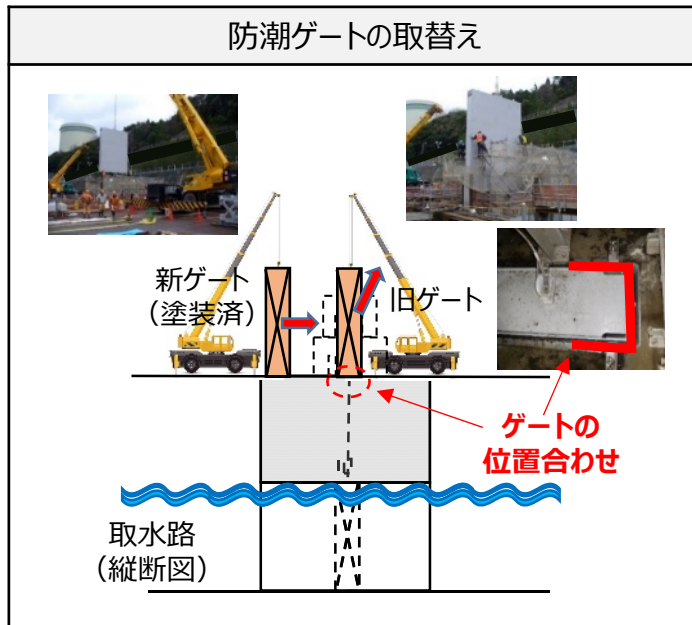 防潮ゲートの取替え
新ゲート
（塗装済）
旧ゲート
ゲートの
位置合わせ
取水路
（縦断図）